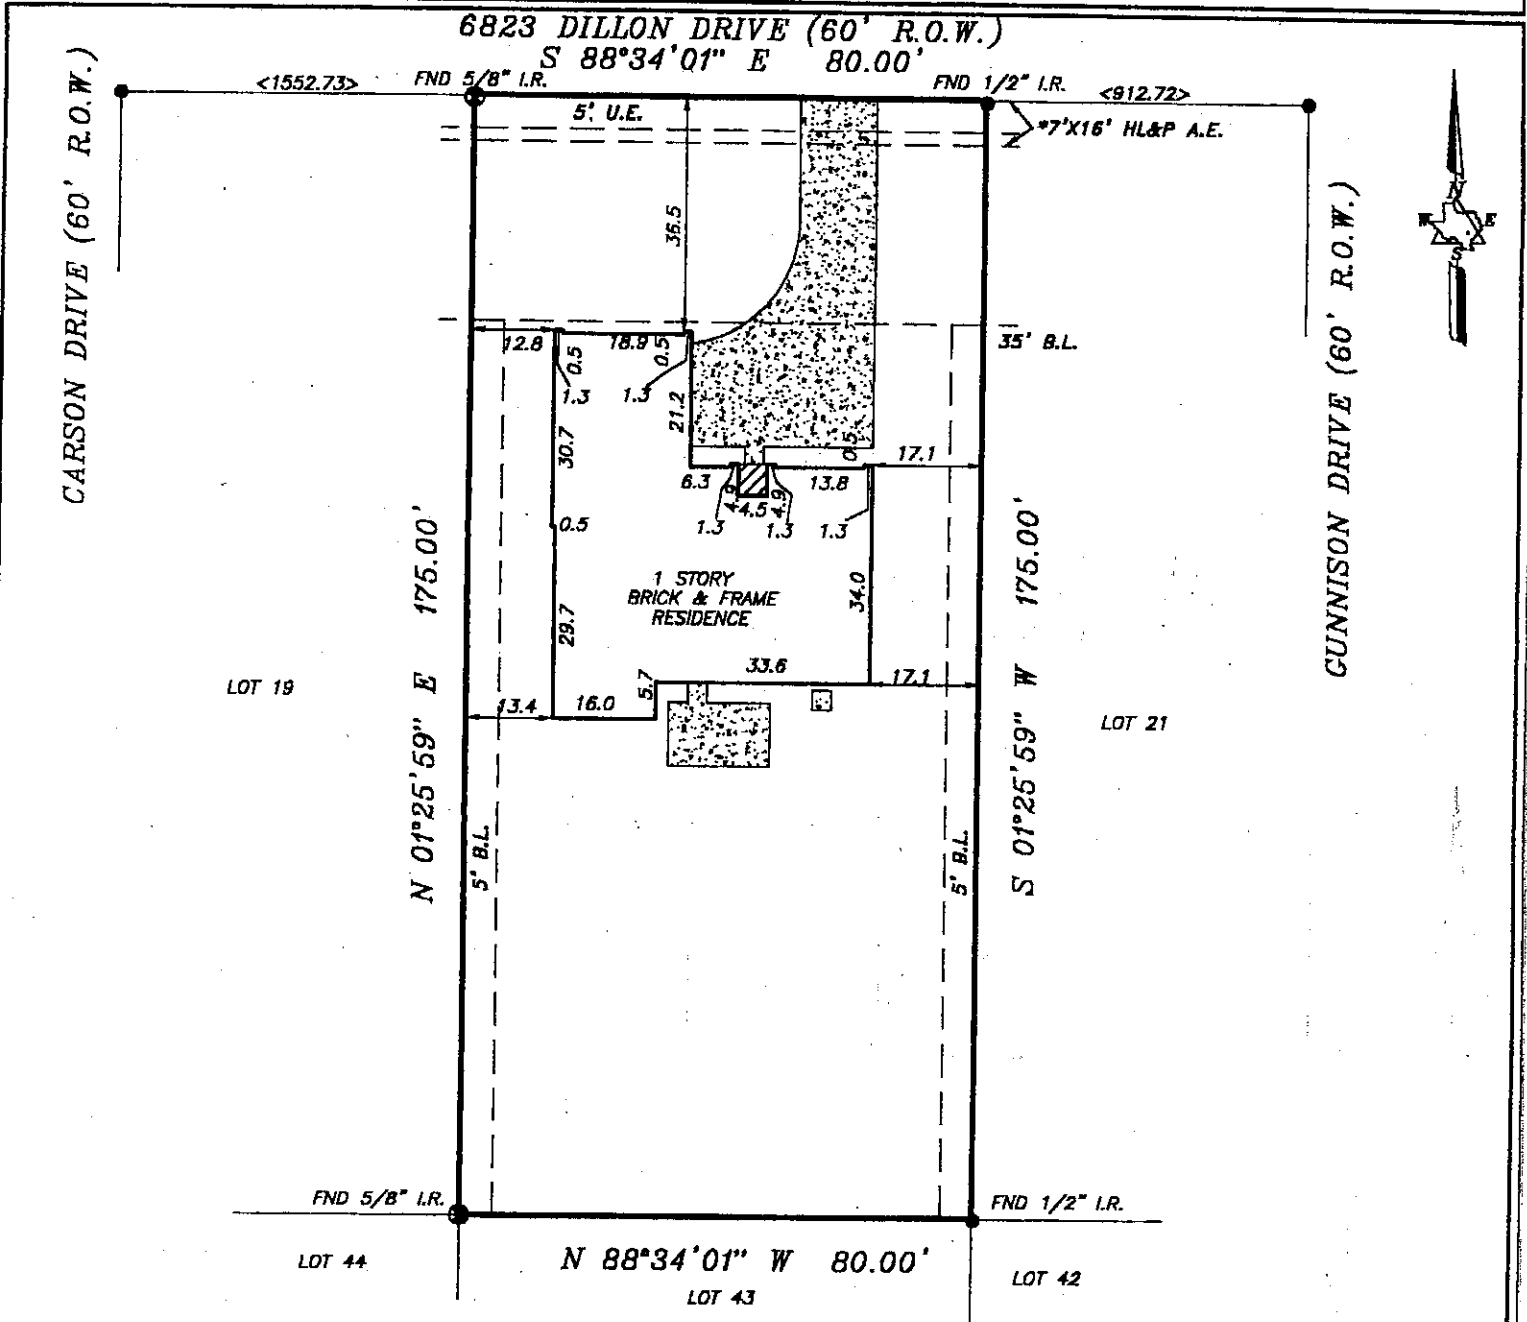 6823 DILLON DRIVE (60' R.O.W.)
S 88°34'01" E 80.00'
<1552.73>
FND 5/8" I.R.
FND 1/2" I.R.
<912.72>
5' U.E.
*7'X16' HL&P A.E.
CARSON DRIVE (60' R.O.W.)
GUNNISON DRIVE (60' R.O.W.)
N
W
E
S
36.5
35' B.L.
12.8
0.5
18.9
0.5
1.3
1.3
21.2
30.7
0.5
17.1
6.3
4.9
4.5
4.9
13.8
1.3
1.3
1.3
0.5
1 STORY
BRICK & FRAME
RESIDENCE
34.0
29.7
33.6
17.1
5.7
13.4
16.0
N 01°25'59" E 175.00'
S 01°25'59" W 175.00'
LOT 19
LOT 21
5' B.L.
5' B.L.
FND 5/8" I.R.
FND 1/2" I.R.
LOT 44
N 88°34'01" W 80.00'
LOT 42
LOT 43